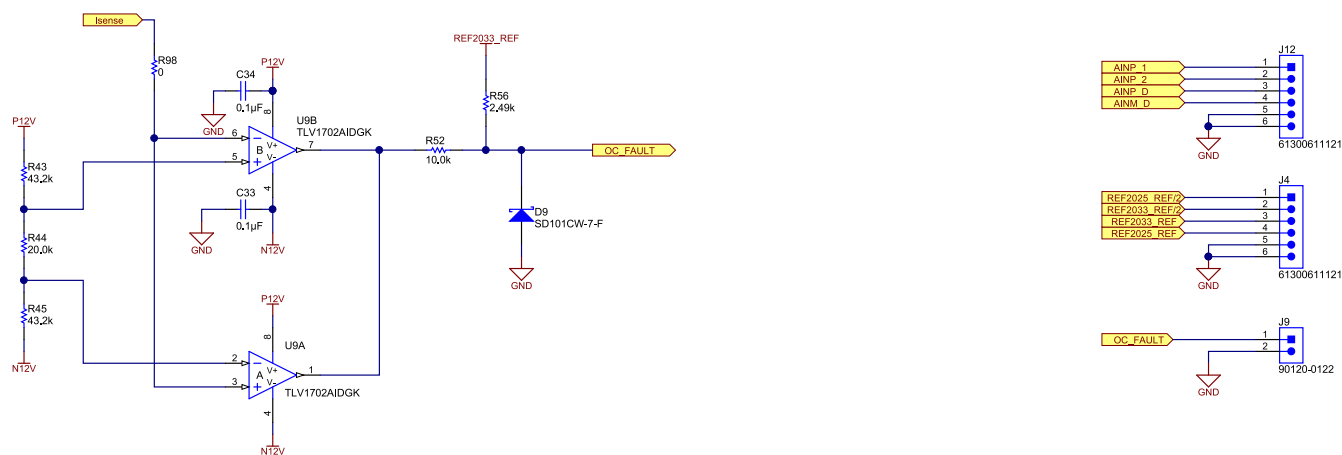 Isense
R98
0
P12V
C34
0.1µF
GND
8
U9B
TLV1702AIDGK
6
5
B
V+
V-
7
4
C33
0.1µF
GND
N12V
P12V
R43
43.2k
R44
20.0k
R45
43.2k
N12V
P12V
8
U9A
2
3
A
V+
V-
1
TLV1702AIDGK
4
N12V
REF2033_REF
R56
2.49k
R52
10.0k
OC_FAULT
D9
SD101CW-7-F
GND
J12
AINP_1
1
AINP_2
2
AINP_D
3
AINM_D
4
5
6
GND
61300611121
J4
REF2025_REF/2
1
REF2033_REF/2
2
REF2033_REF
3
REF2025_REF
4
5
6
GND
61300611121
J9
OC_FAULT
1
2
GND
90120-0122